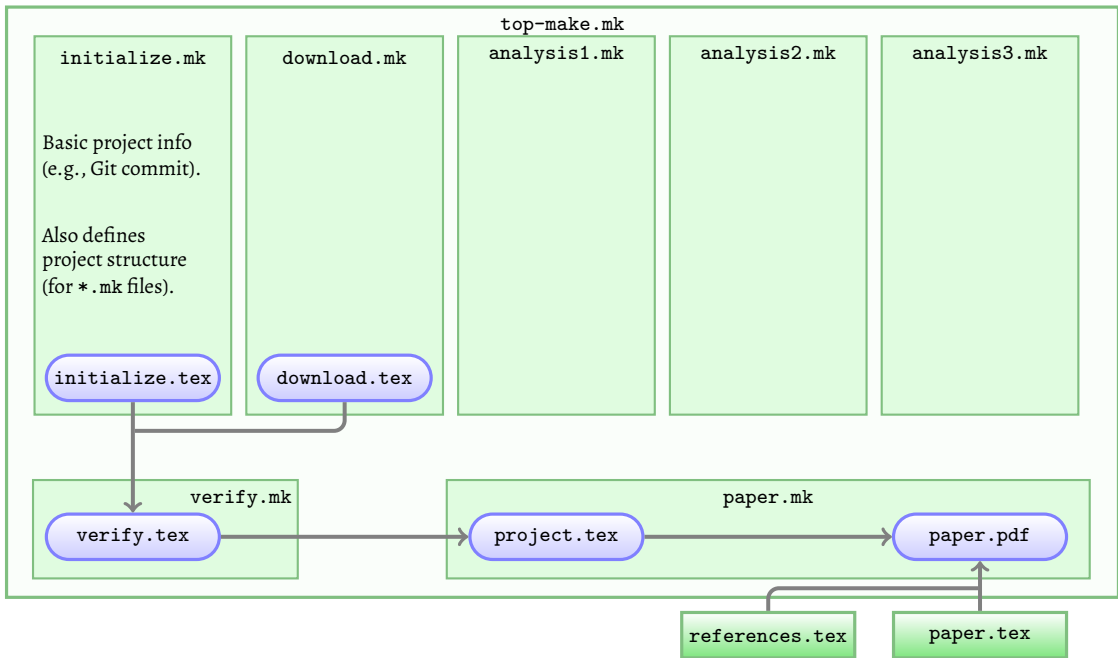 top-make.mk
initialize.mk
download.mk
analysis1.mk
analysis2.mk
analysis3.mk
Basic project info
(e.g., Git commit).
Also defines
project structure
(for *.mk files).
initialize.tex
download.tex
verify.mk
paper.mk
verify.tex
project.tex
paper.pdf
references.tex
paper.tex